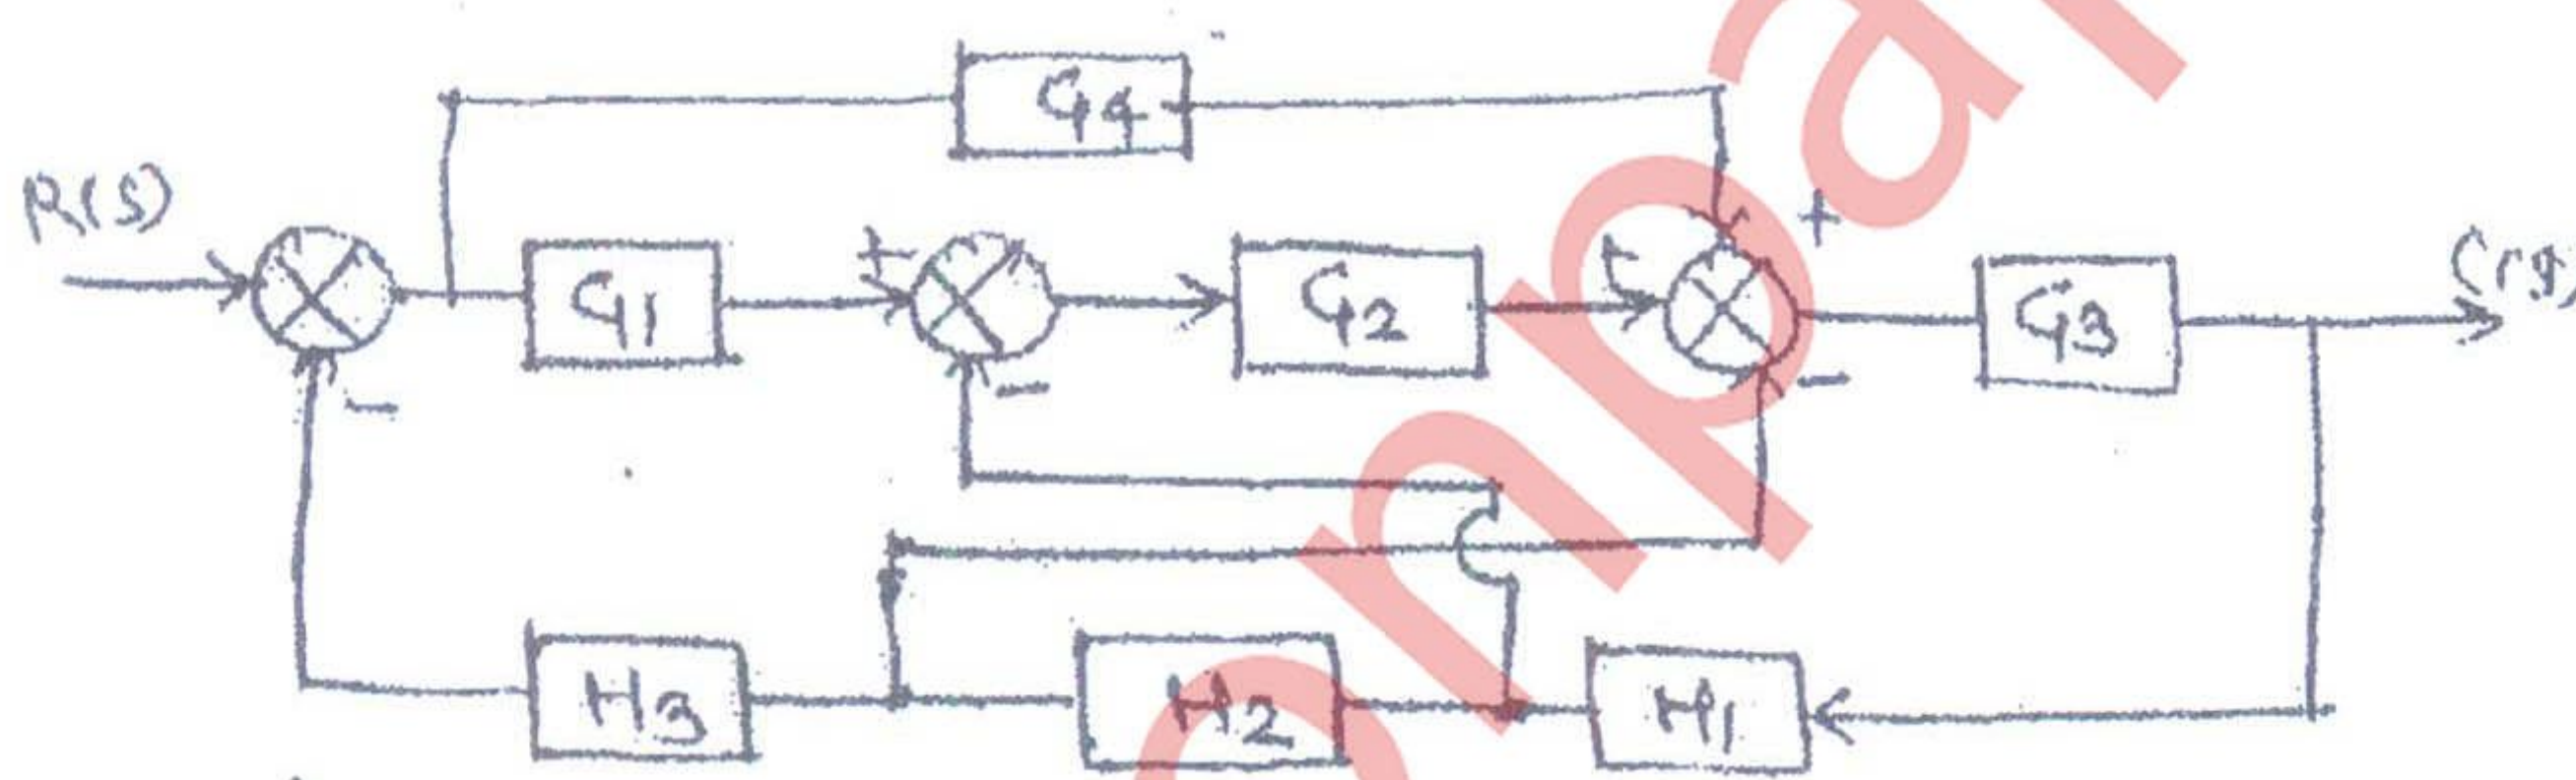 G4
R(s)
+
+
G1
+
G2
G3
C(s)
-
-
-
H3
H2
H1